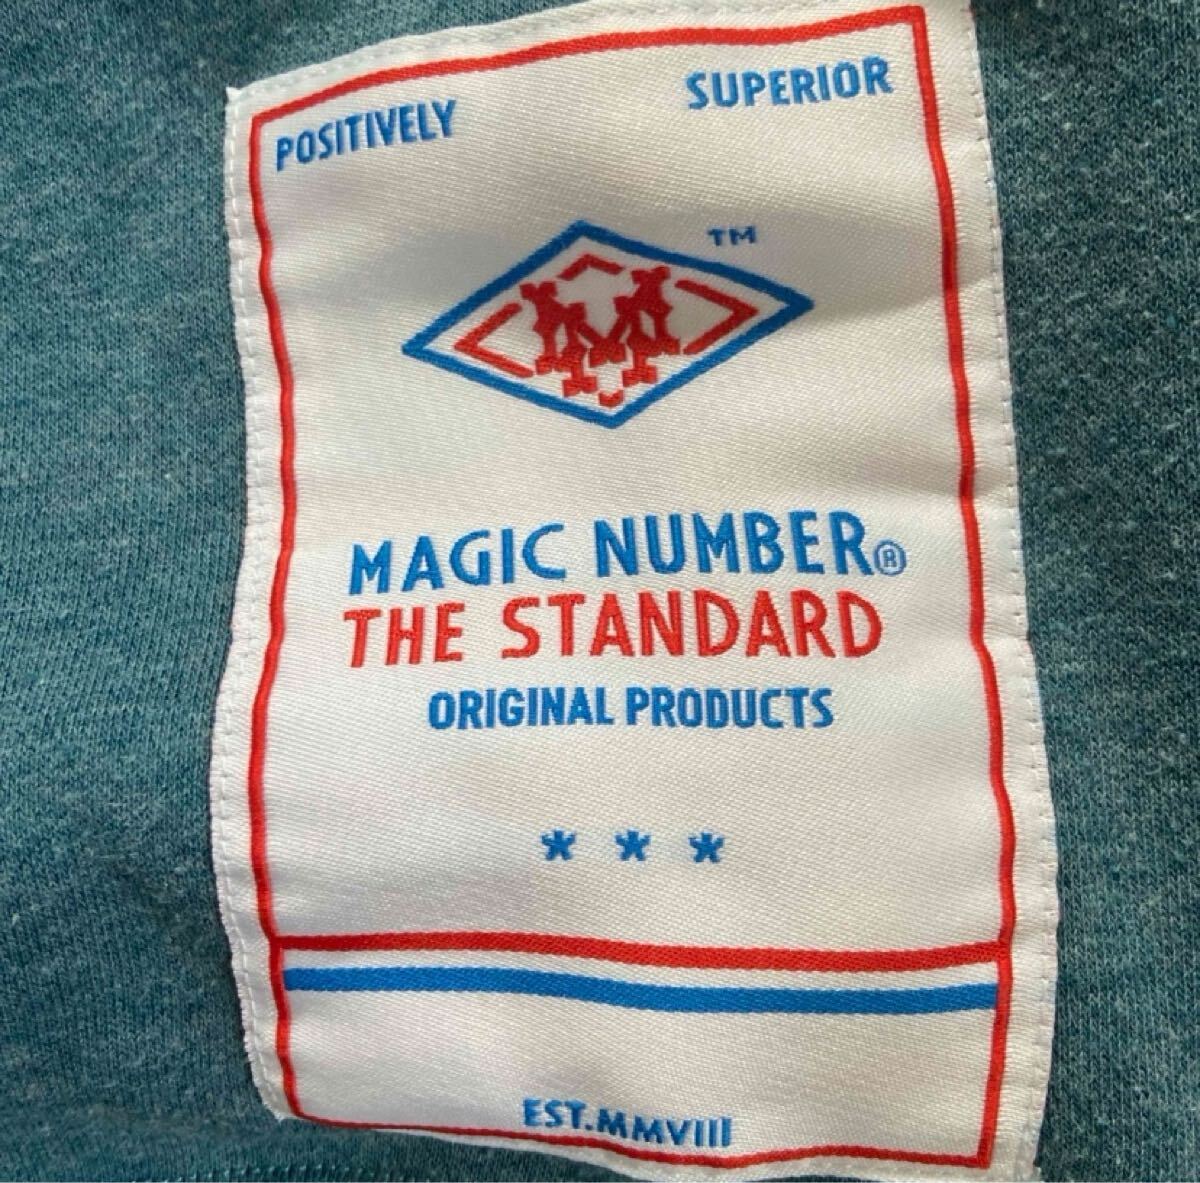 POSITIVELY SUPERIOR
TM
MAGIC NUMBER®
THE STANDARD
ORIGINAL PRODUCTS
EST.MMVIII